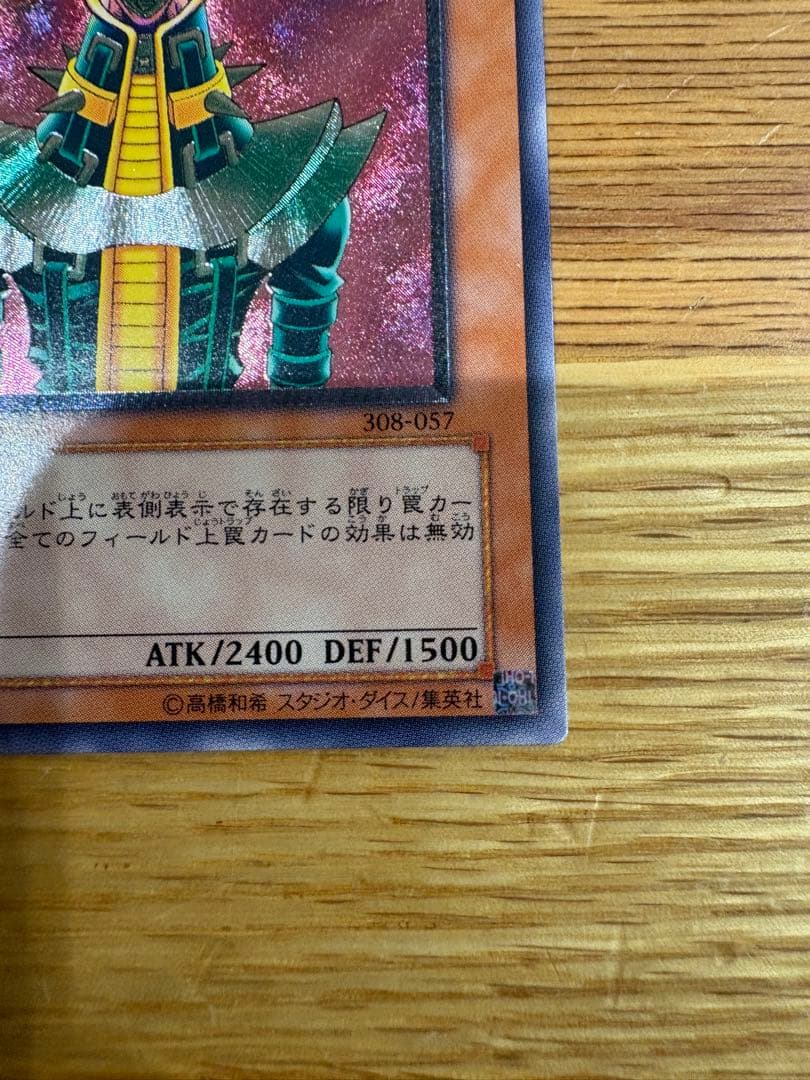 308-057
ルド上に表側表示で存在する限り罠カー
全てのフィールド上罠カードの効果は無効
ATK/2400 DEF/1500
©高橋和希 スタジオ・ダイス/集英社